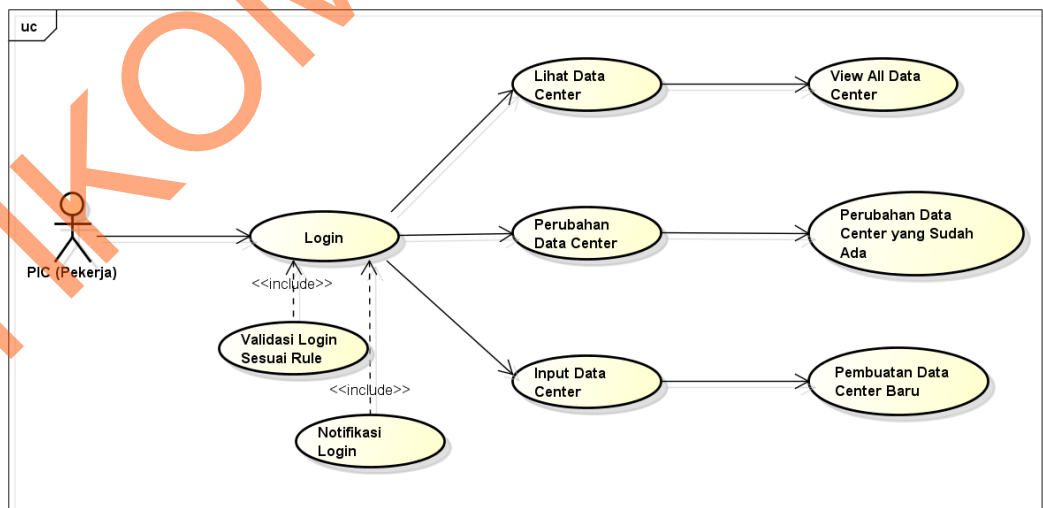 uc
Lihat Data
Center
View All Data
Center
PIC (Pekerja)
Login
Perubahan
Data Center
Perubahan Data
Center yang Sudah
Ada
<<include>>
Validasi Login
Sesuai Rule
<<include>>
Input Data
Center
Pembuatan Data
Center Baru
Notifikasi
Login
IKOM